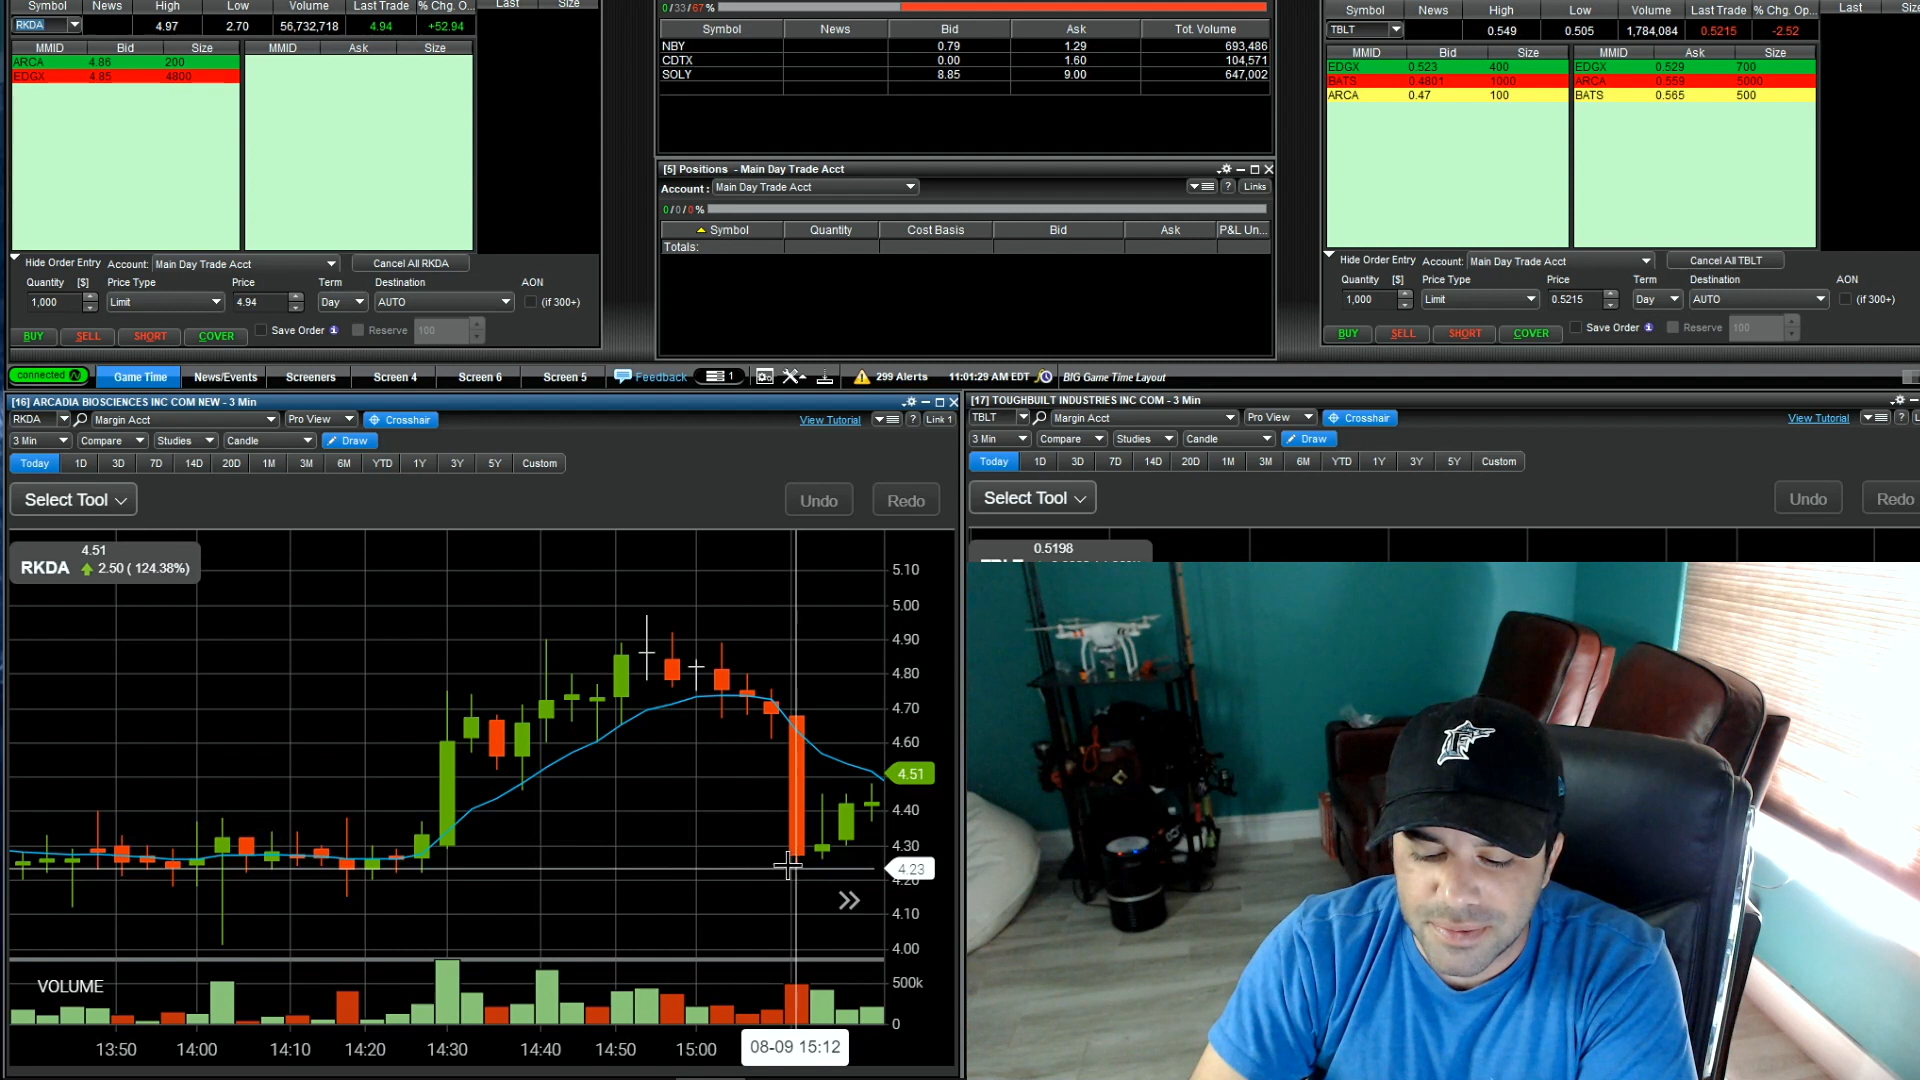 Symbol News High Low Volume Last Trade % Chg. O... Last Size
RKDA 4.97 2.70 56,732,718 4.94 +52.94
MMID Bid Size MMID Ask Size
ARCA 4.86 200
EDGX 4.85 4800
Hide Order Entry Account: Main Day Trade Acct Cancel All RKDA
Quantity [$] Price Type Price Term Destination AON
1,000 Limit 4.94 Day AUTO (if 300+)
BUY SELL SHORT COVER Save Order Reserve 100
0/33/67 %
Symbol News Bid Ask Tot. Volume
NBY 0.79 1.29 693,486
CDTX 0.00 1.60 104,571
SOLY 8.85 9.00 647,002
[5] Positions - Main Day Trade Acct
Account: Main Day Trade Acct ? Links
0/0/0 %
Symbol Quantity Cost Basis Bid Ask P&L Un...
Totals:
Symbol News High Low Volume Last Trade % Chg. Op... Last Size
TBLT 0.549 0.505 1,784,084 0.5215 -2.52
MMID Bid Size MMID Ask Size
EDGX 0.523 400 EDGX 0.529 700
BATS 0.4801 1000 ARCA 0.559 5000
ARCA 0.47 100 BATS 0.565 500
Hide Order Entry Account: Main Day Trade Acct Cancel All TBLT
Quantity [$] Price Type Price Term Destination AON
1,000 Limit 0.5215 Day AUTO (if 300+)
BUY SELL SHORT COVER Save Order Reserve 100
connected Game Time News/Events Screeners Screen 4 Screen 6 Screen 5 Feedback 1 299 Alerts 11:01:29 AM EDT BIG Game Time Layout
[16] ARCADIA BIOSCIENCES INC COM NEW - 3 Min
RKDA Margin Acct Pro View Crosshair View Tutorial ? Link 1
3 Min Compare Studies Candle Draw
Today 1D 3D 7D 14D 20D 1M 3M 6M YTD 1Y 3Y 5Y Custom
Select Tool Undo Redo
4.51
RKDA 2.50 ( 124.38%)
5.10
5.00
4.90
4.80
4.70
4.60
4.51
4.40
4.30
4.23
4.20
4.10
4.00
VOLUME
500k
0
13:50 14:00 14:10 14:20 14:30 14:40 14:50 15:00 08-09 15:12
[17] TOUGHBUILT INDUSTRIES INC COM - 3 Min
TBLT Margin Acct Pro View Crosshair View Tutorial ?
3 Min Compare Studies Candle Draw
Today 1D 3D 7D 14D 20D 1M 3M 6M YTD 1Y 3Y 5Y Custom
Select Tool Undo Redo
0.5198
F